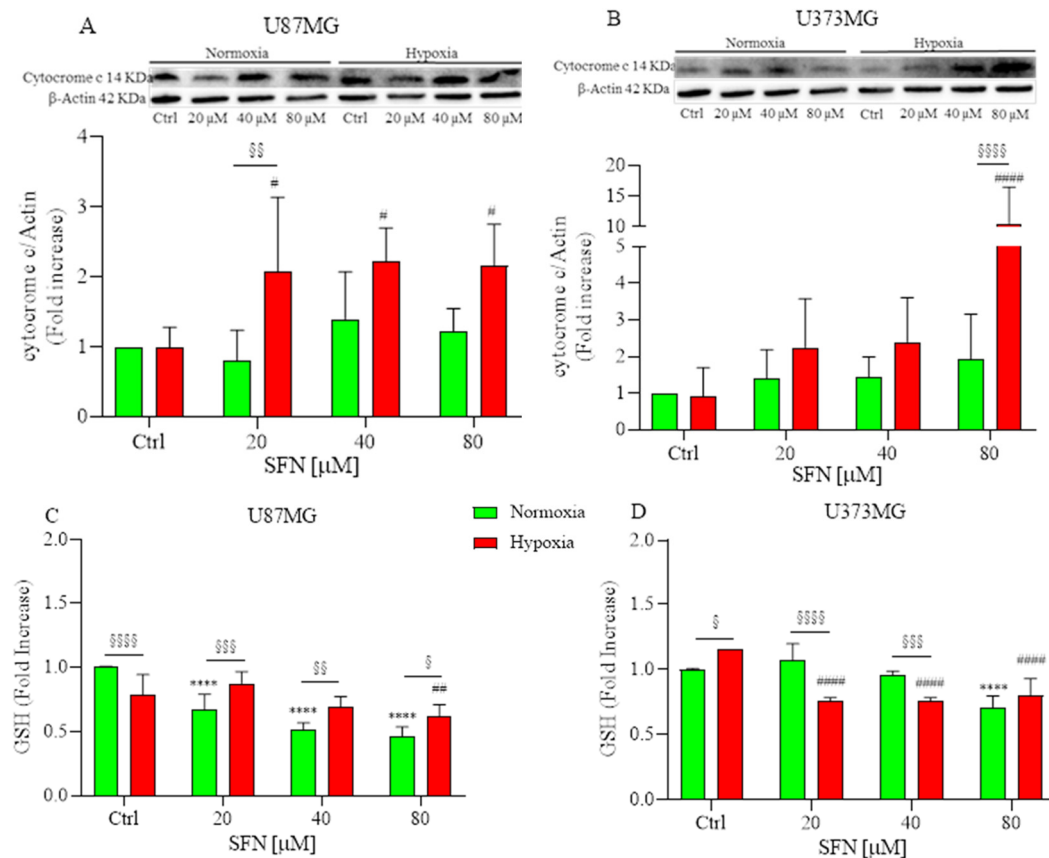 A
U87MG
Normoxia Hypoxia
Cytocrome c 14 KDa
β-Actin 42 KDa
Ctrl 20 µM 40 µM 80 µM Ctrl 20 µM 40 µM 80 µM
cytocrome c/Actin
(Fold increase)
4
3
2
1
0
§§
#
#
#
Ctrl 20 40 80
SFN [µM]
B
U373MG
Normoxia Hypoxia
Cytocrome c 14 KDa
β-Actin 42 KDa
Ctrl 20 µM 40 µM 80 µM Ctrl 20 µM 40 µM 80 µM
cytocrome c/Actin
(Fold increase)
20
15
10
5
4
3
2
1
0
§§§§
####
Ctrl 20 40 80
SFN [µM]
C
U87MG
GSH (Fold Increase)
2.0
1.5
1.0
0.5
0.0
§§§§ §§§ §§ §
**** **** **** ##
Ctrl 20 40 80
SFN [µM]
Normoxia
Hypoxia
D
U373MG
GSH (Fold Increase)
2.0
1.5
1.0
0.5
0.0
§ §§§§ §§§
#### #### **** ####
Ctrl 20 40 80
SFN [µM]